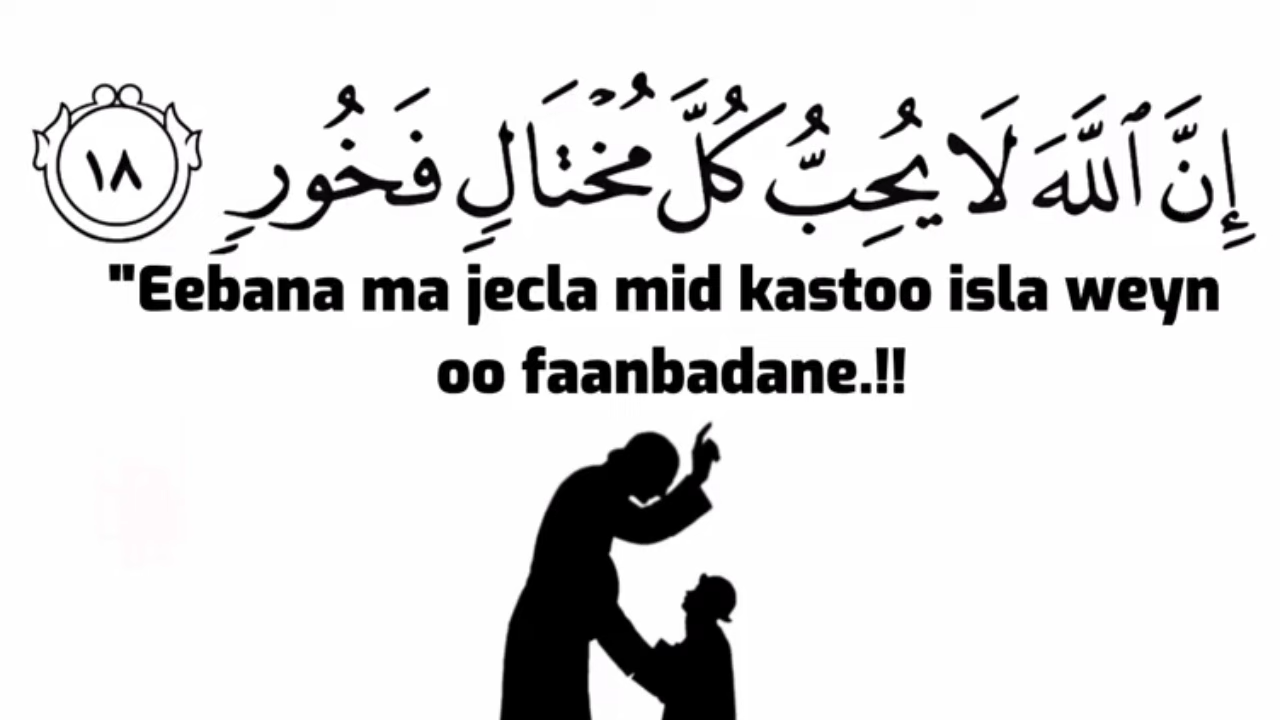 إِنَّ ٱللَّهَ لَا يُحِبُّ كُلَّ مُخْتَالٍ فَخُورٍ ١٨
"Eebana ma jecla mid kastoo isla weyn
oo faanbadane.!!